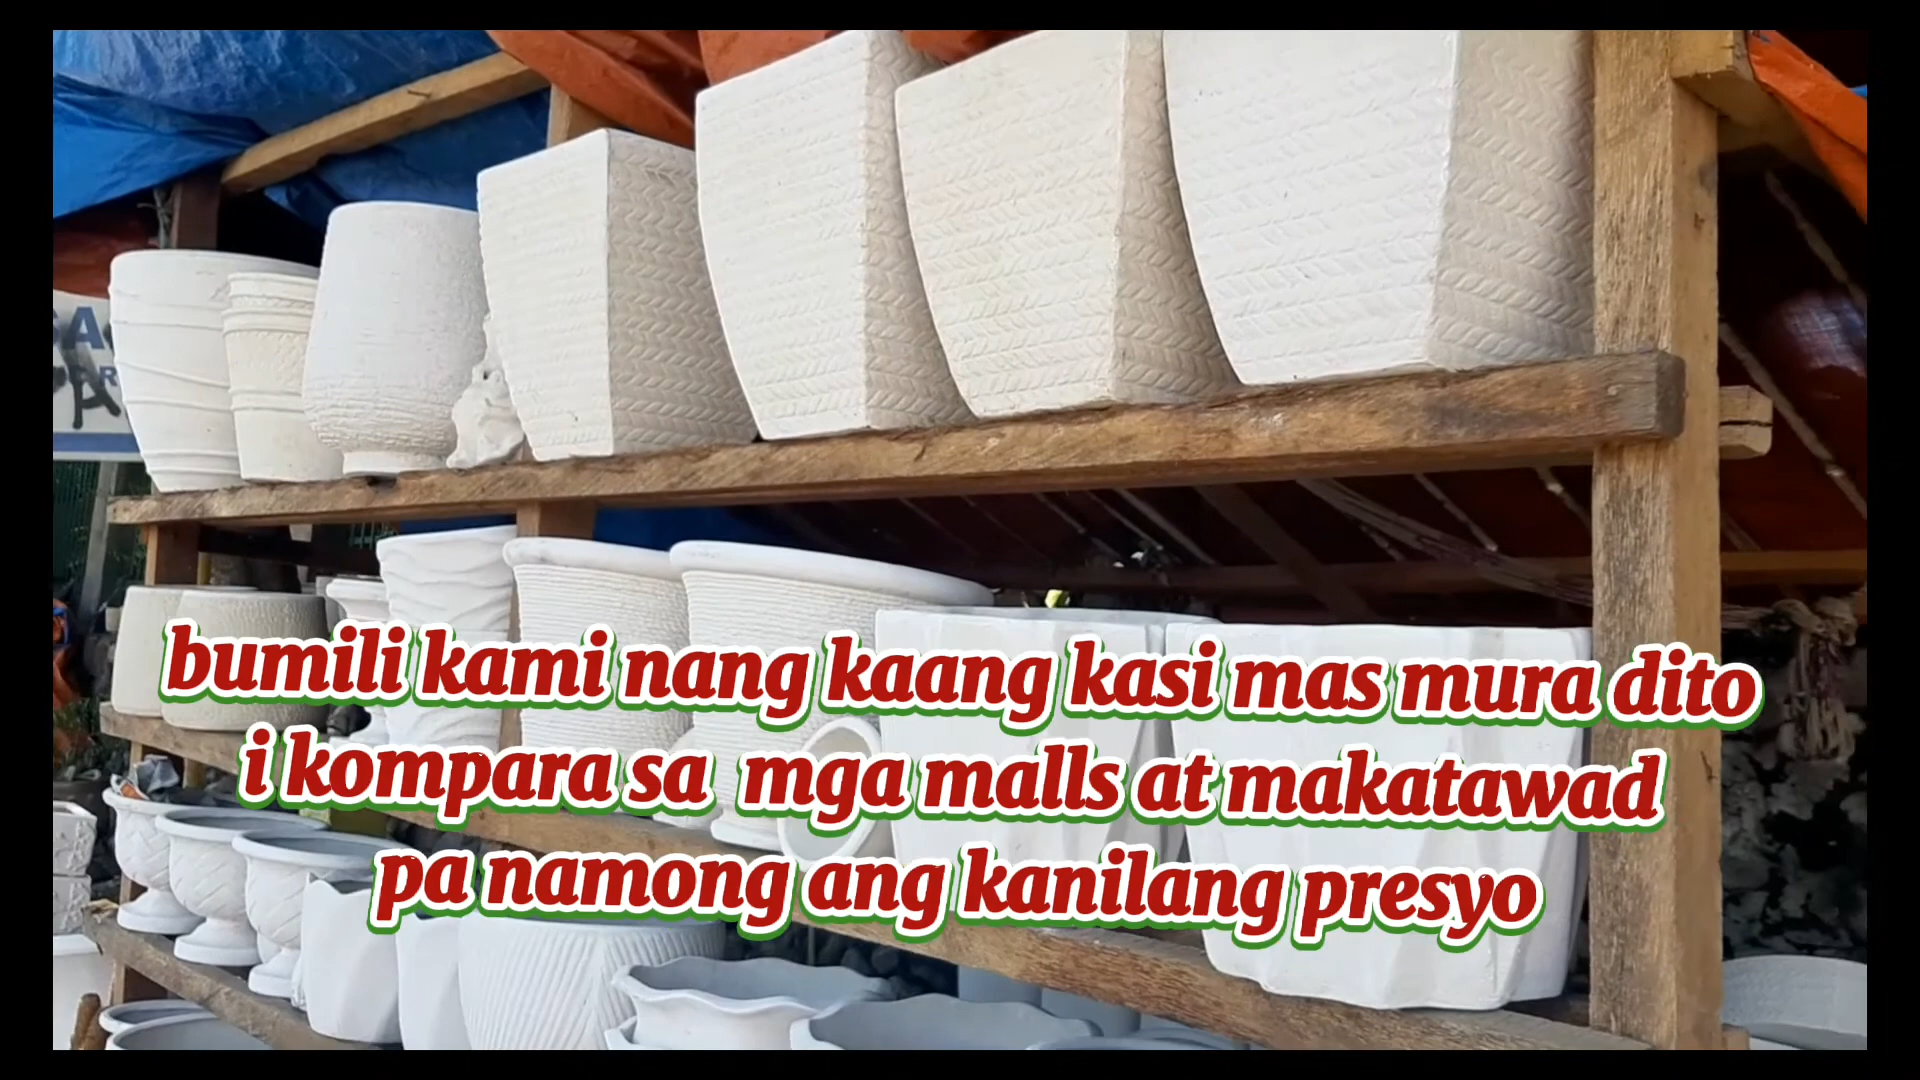 bumili kami nang kaang kasi mas mura dito
i kompara sa mga malls at makatawad
pa namong ang kanilang presyo